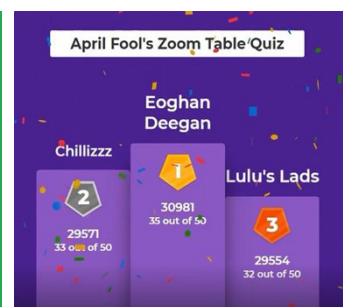 April Fool's Zoom Table Quiz
Eoghan
Deegan
1
30981
35 out of 50
Chillizzz
2
29571
33 out of 50
Lulu's Lads
3
29554
32 out of 50